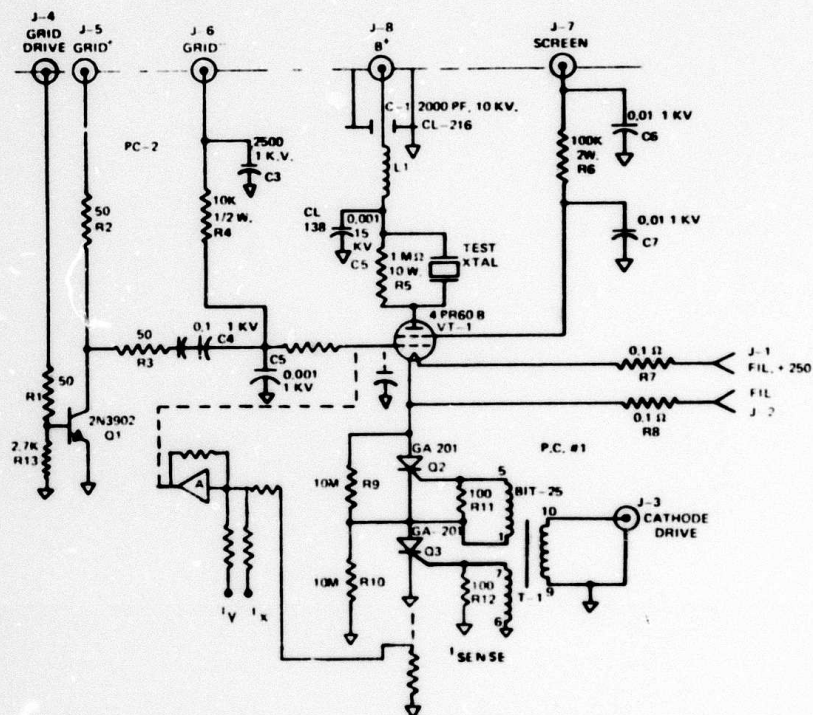 J-4
GRID
DRIVE
J-5
GRID+
J-6
GRID-
J-8
B+
J-7
SCREEN
PC-2
C-1 2000 PF, 10 KV.
CL-216
0,01 1 KV
C6
2500
1 K.V.
C3
100K
2W.
R6
L1
50
R2
10K
1/2 W.
R4
CL
138
0,001
15
KV
C5
0,01 1 KV
C7
1 MΩ
10 W.
R5
TEST
XTAL
4 PR60 B
VT-1
50
R3
0,1 1 KV
C4
C5
0,001
1 KV
0,1 Ω
R7
J-1
FIL, + 250
FIL
J-2
0,1 Ω
R8
R1
50
2N3902
Q1
2,7K
R13
GA 201
Q2
P.C. #1
A
10M
R9
100
R11
5
BIT-25
1
10
J-3
CATHODE
DRIVE
GA-201
Q3
10M
R10
100
R12
7
6
T-1
9
I y
I x
I SENSE